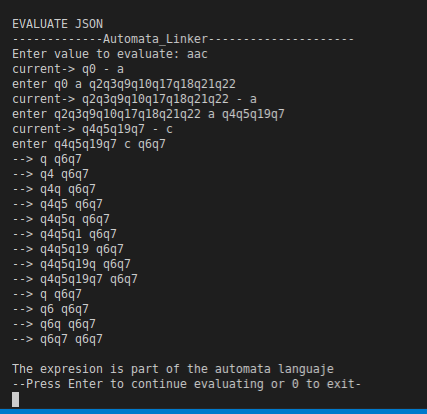 EVALUATE JSON
-------------Automata_Linker---------------------
Enter value to evaluate: aac
current-> q0 - a
enter q0 a q2q3q9q10q17q18q21q22
current-> q2q3q9q10q17q18q21q22 - a
enter q2q3q9q10q17q18q21q22 a q4q5q19q7
current-> q4q5q19q7 - c
enter q4q5q19q7 c q6q7
--> q q6q7
--> q4 q6q7
--> q4q q6q7
--> q4q5 q6q7
--> q4q5q q6q7
--> q4q5q1 q6q7
--> q4q5q19 q6q7
--> q4q5q19q q6q7
--> q4q5q19q7 q6q7
--> q q6q7
--> q6 q6q7
--> q6q q6q7
--> q6q7 q6q7
The expresion is part of the automata languaje
--Press Enter to continue evaluating or 0 to exit-